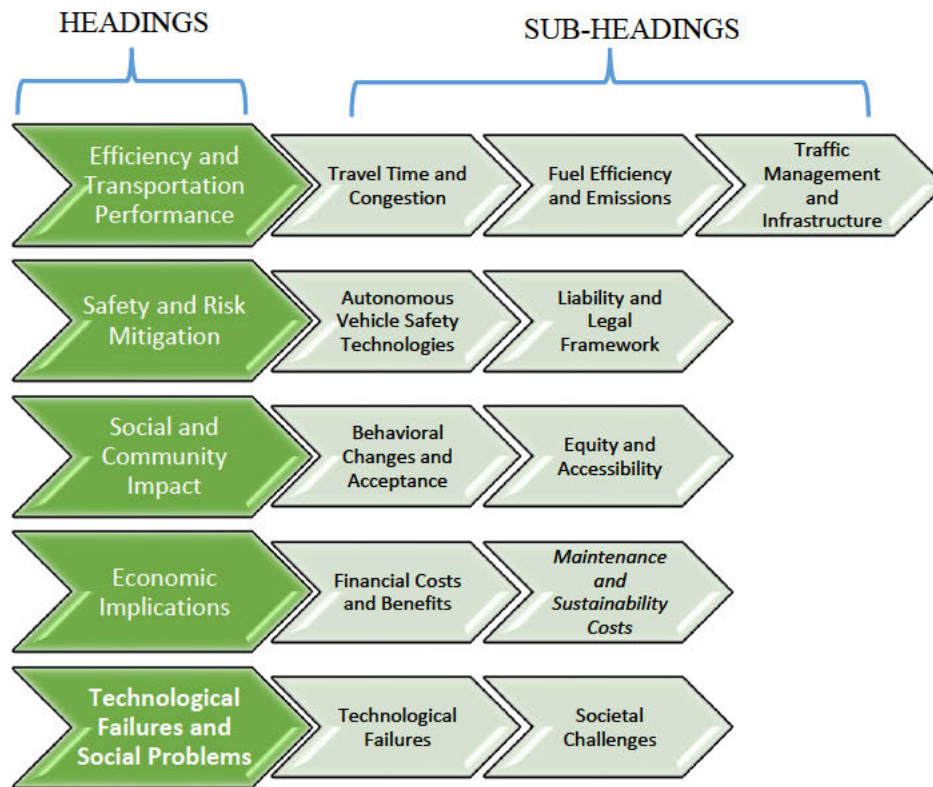 HEADINGS
SUB-HEADINGS
Efficiency and
Transportation
Performance
Travel Time and
Congestion
Fuel Efficiency
and Emissions
Traffic
Management
and
Infrastructure
Safety and Risk
Mitigation
Autonomous
Vehicle Safety
Technologies
Liability and
Legal
Framework
Social and
Community
Impact
Behavioral
Changes and
Acceptance
Equity and
Accessibility
Economic
Implications
Financial Costs
and Benefits
Maintenance
and
Sustainability
Costs
Technological
Failures and
Social Problems
Technological
Failures
Societal
Challenges